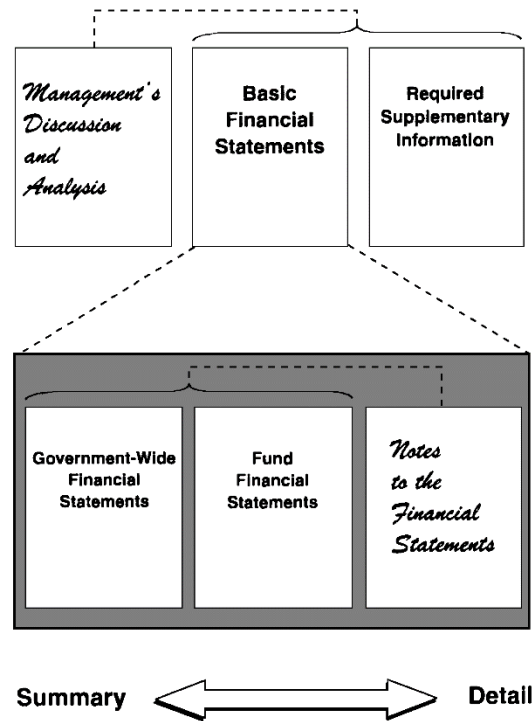 Management's
Discussion
and
Analysis
Basic
Financial
Statements
Required
Supplementary
Information
Government-Wide
Financial
Statements
Fund
Financial
Statements
Notes
to the
Financial
Statements
Summary
Detail